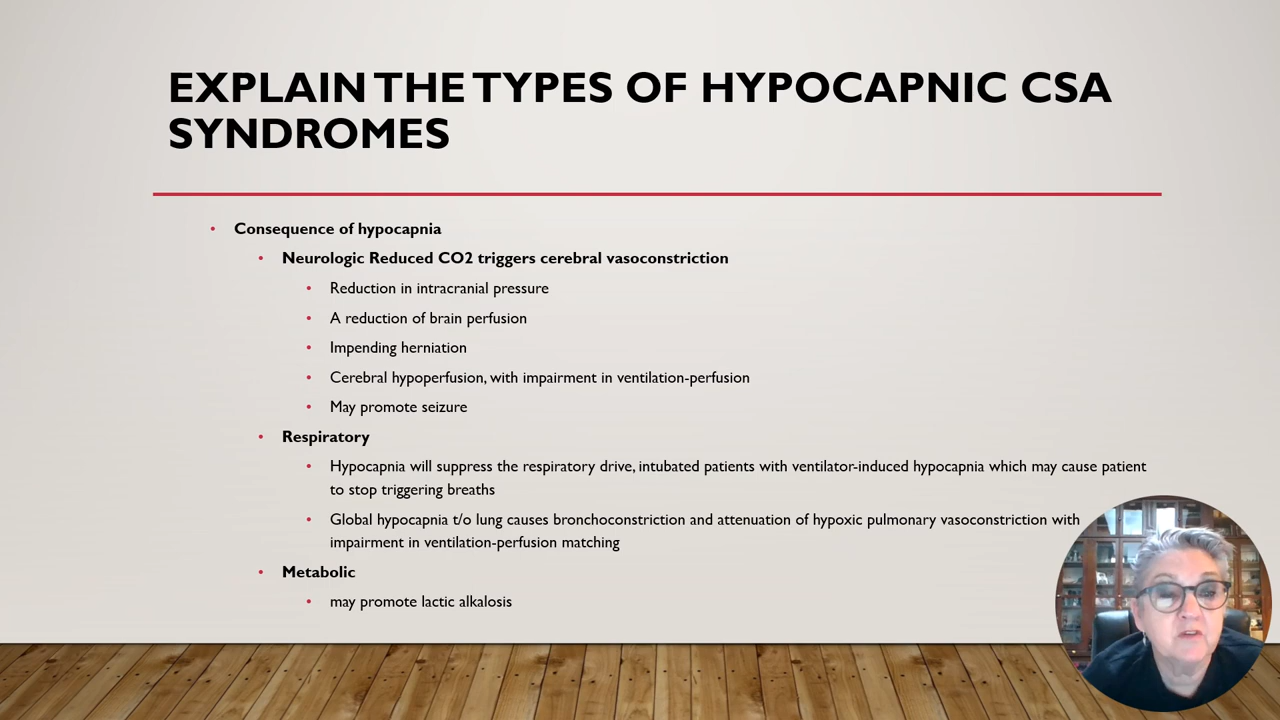 EXPLAIN THE TYPES OF HYPOCAPNIC CSA
SYNDROMES
• Consequence of hypocapnia
• Neurologic Reduced CO2 triggers cerebral vasoconstriction
• Reduction in intracranial pressure
• A reduction of brain perfusion
• Impending herniation
• Cerebral hypoperfusion, with impairment in ventilation-perfusion
• May promote seizure
• Respiratory
• Hypocapnia will suppress the respiratory drive, intubated patients with ventilator-induced hypocapnia which may cause patient
to stop triggering breaths
• Global hypocapnia t/o lung causes bronchoconstriction and attenuation of hypoxic pulmonary vasoconstriction with
impairment in ventilation-perfusion matching
• Metabolic
• may promote lactic alkalosis